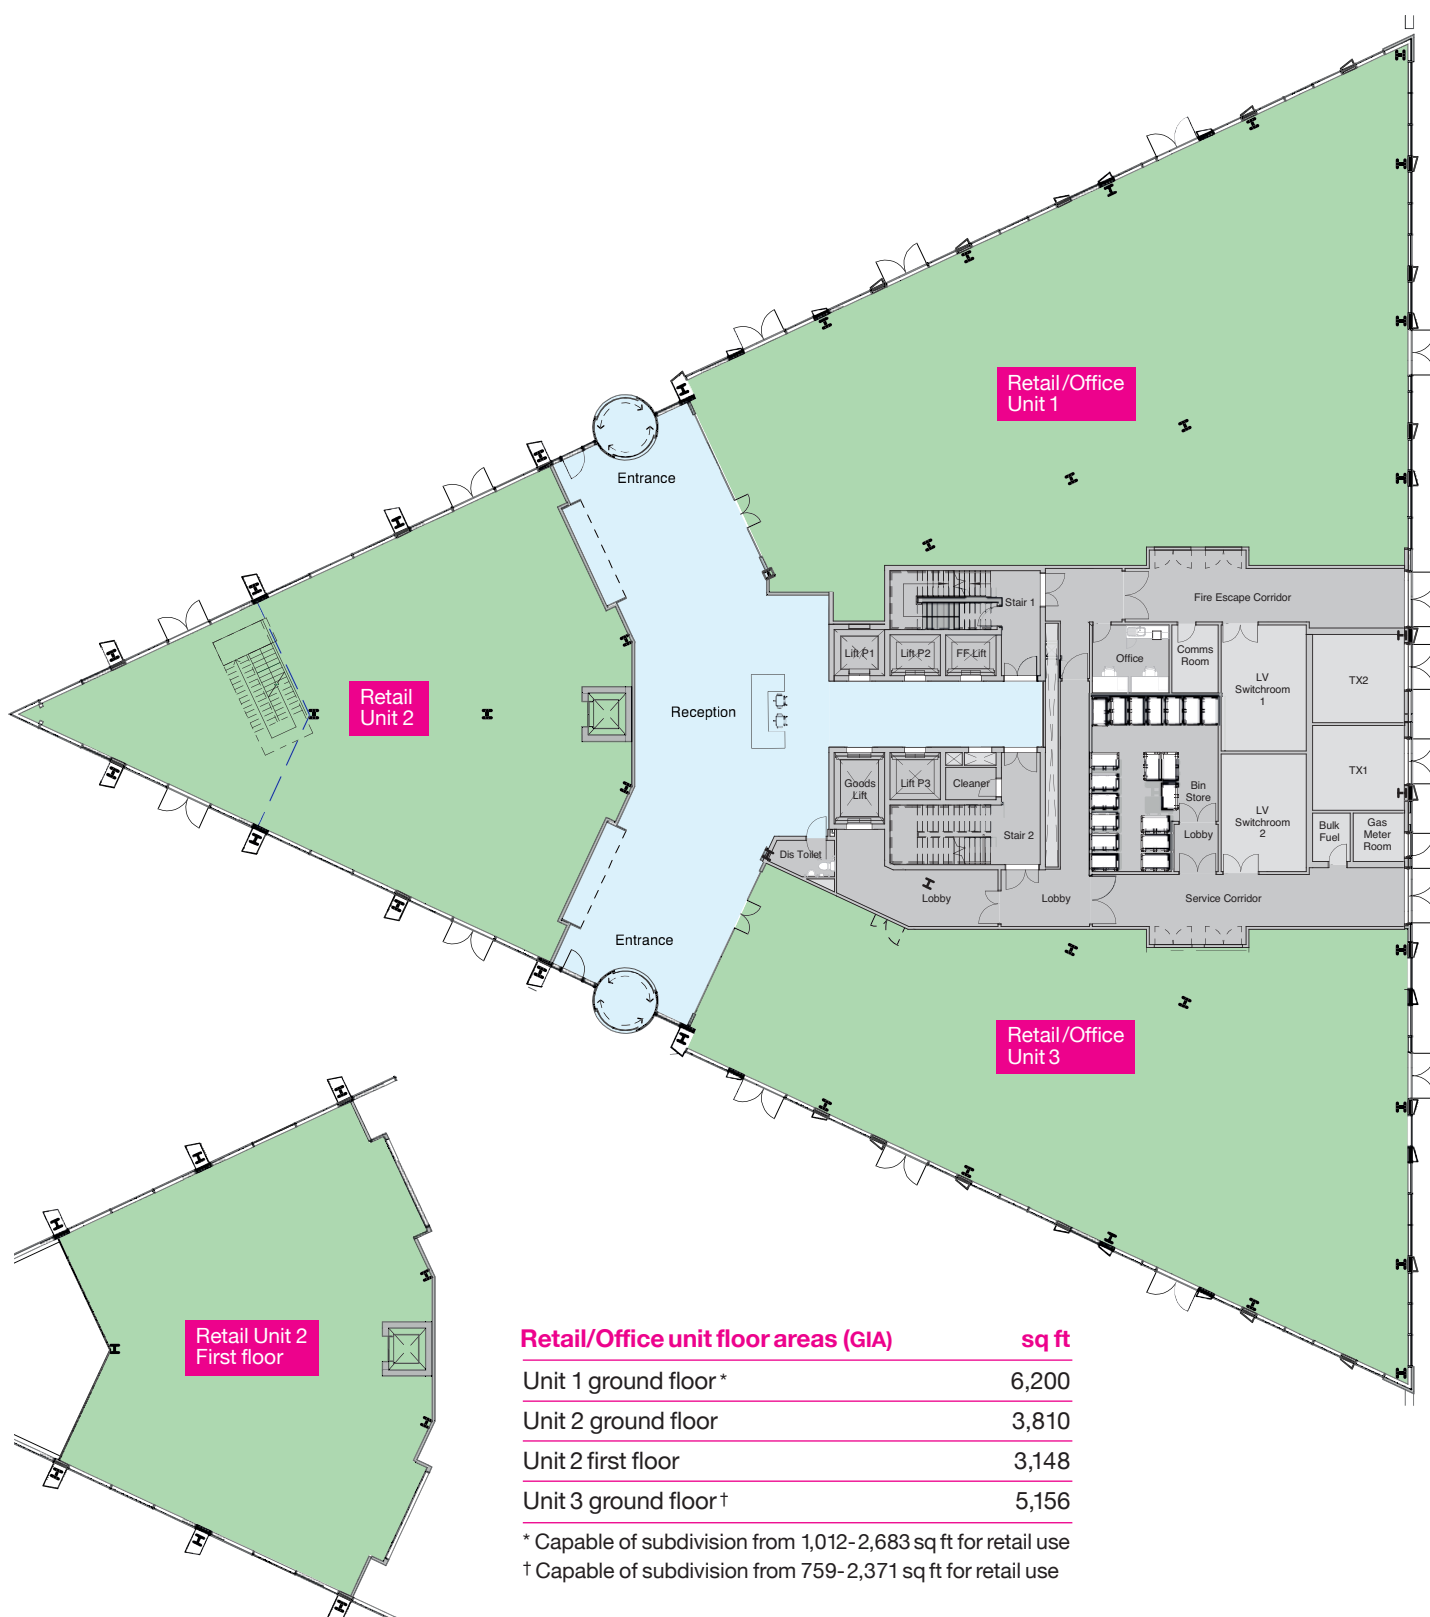 Retail/Office
Unit 1
Entrance
Stair 1
Fire Escape Corridor
Lift P1
Lift P2
FF Lift
Office
Comms
Room
LV
Switchroom
1
TX2
Retail
Unit 2
Reception
TX1
Goods
Lift
Lift P3
Cleaner
Bin
Store
LV
Switchroom
2
Stair 2
Lobby
Bulk
Fuel
Gas
Meter
Room
Dis Toilet
Lobby
Lobby
Service Corridor
Entrance
Retail/Office
Unit 3
Retail Unit 2
First floor
Retail/Office unit floor areas (GIA) sq ft
Unit 1 ground floor* 6,200
Unit 2 ground floor 3,810
Unit 2 first floor 3,148
Unit 3 ground floor† 5,156
* Capable of subdivision from 1,012-2,683 sq ft for retail use
† Capable of subdivision from 759-2,371 sq ft for retail use